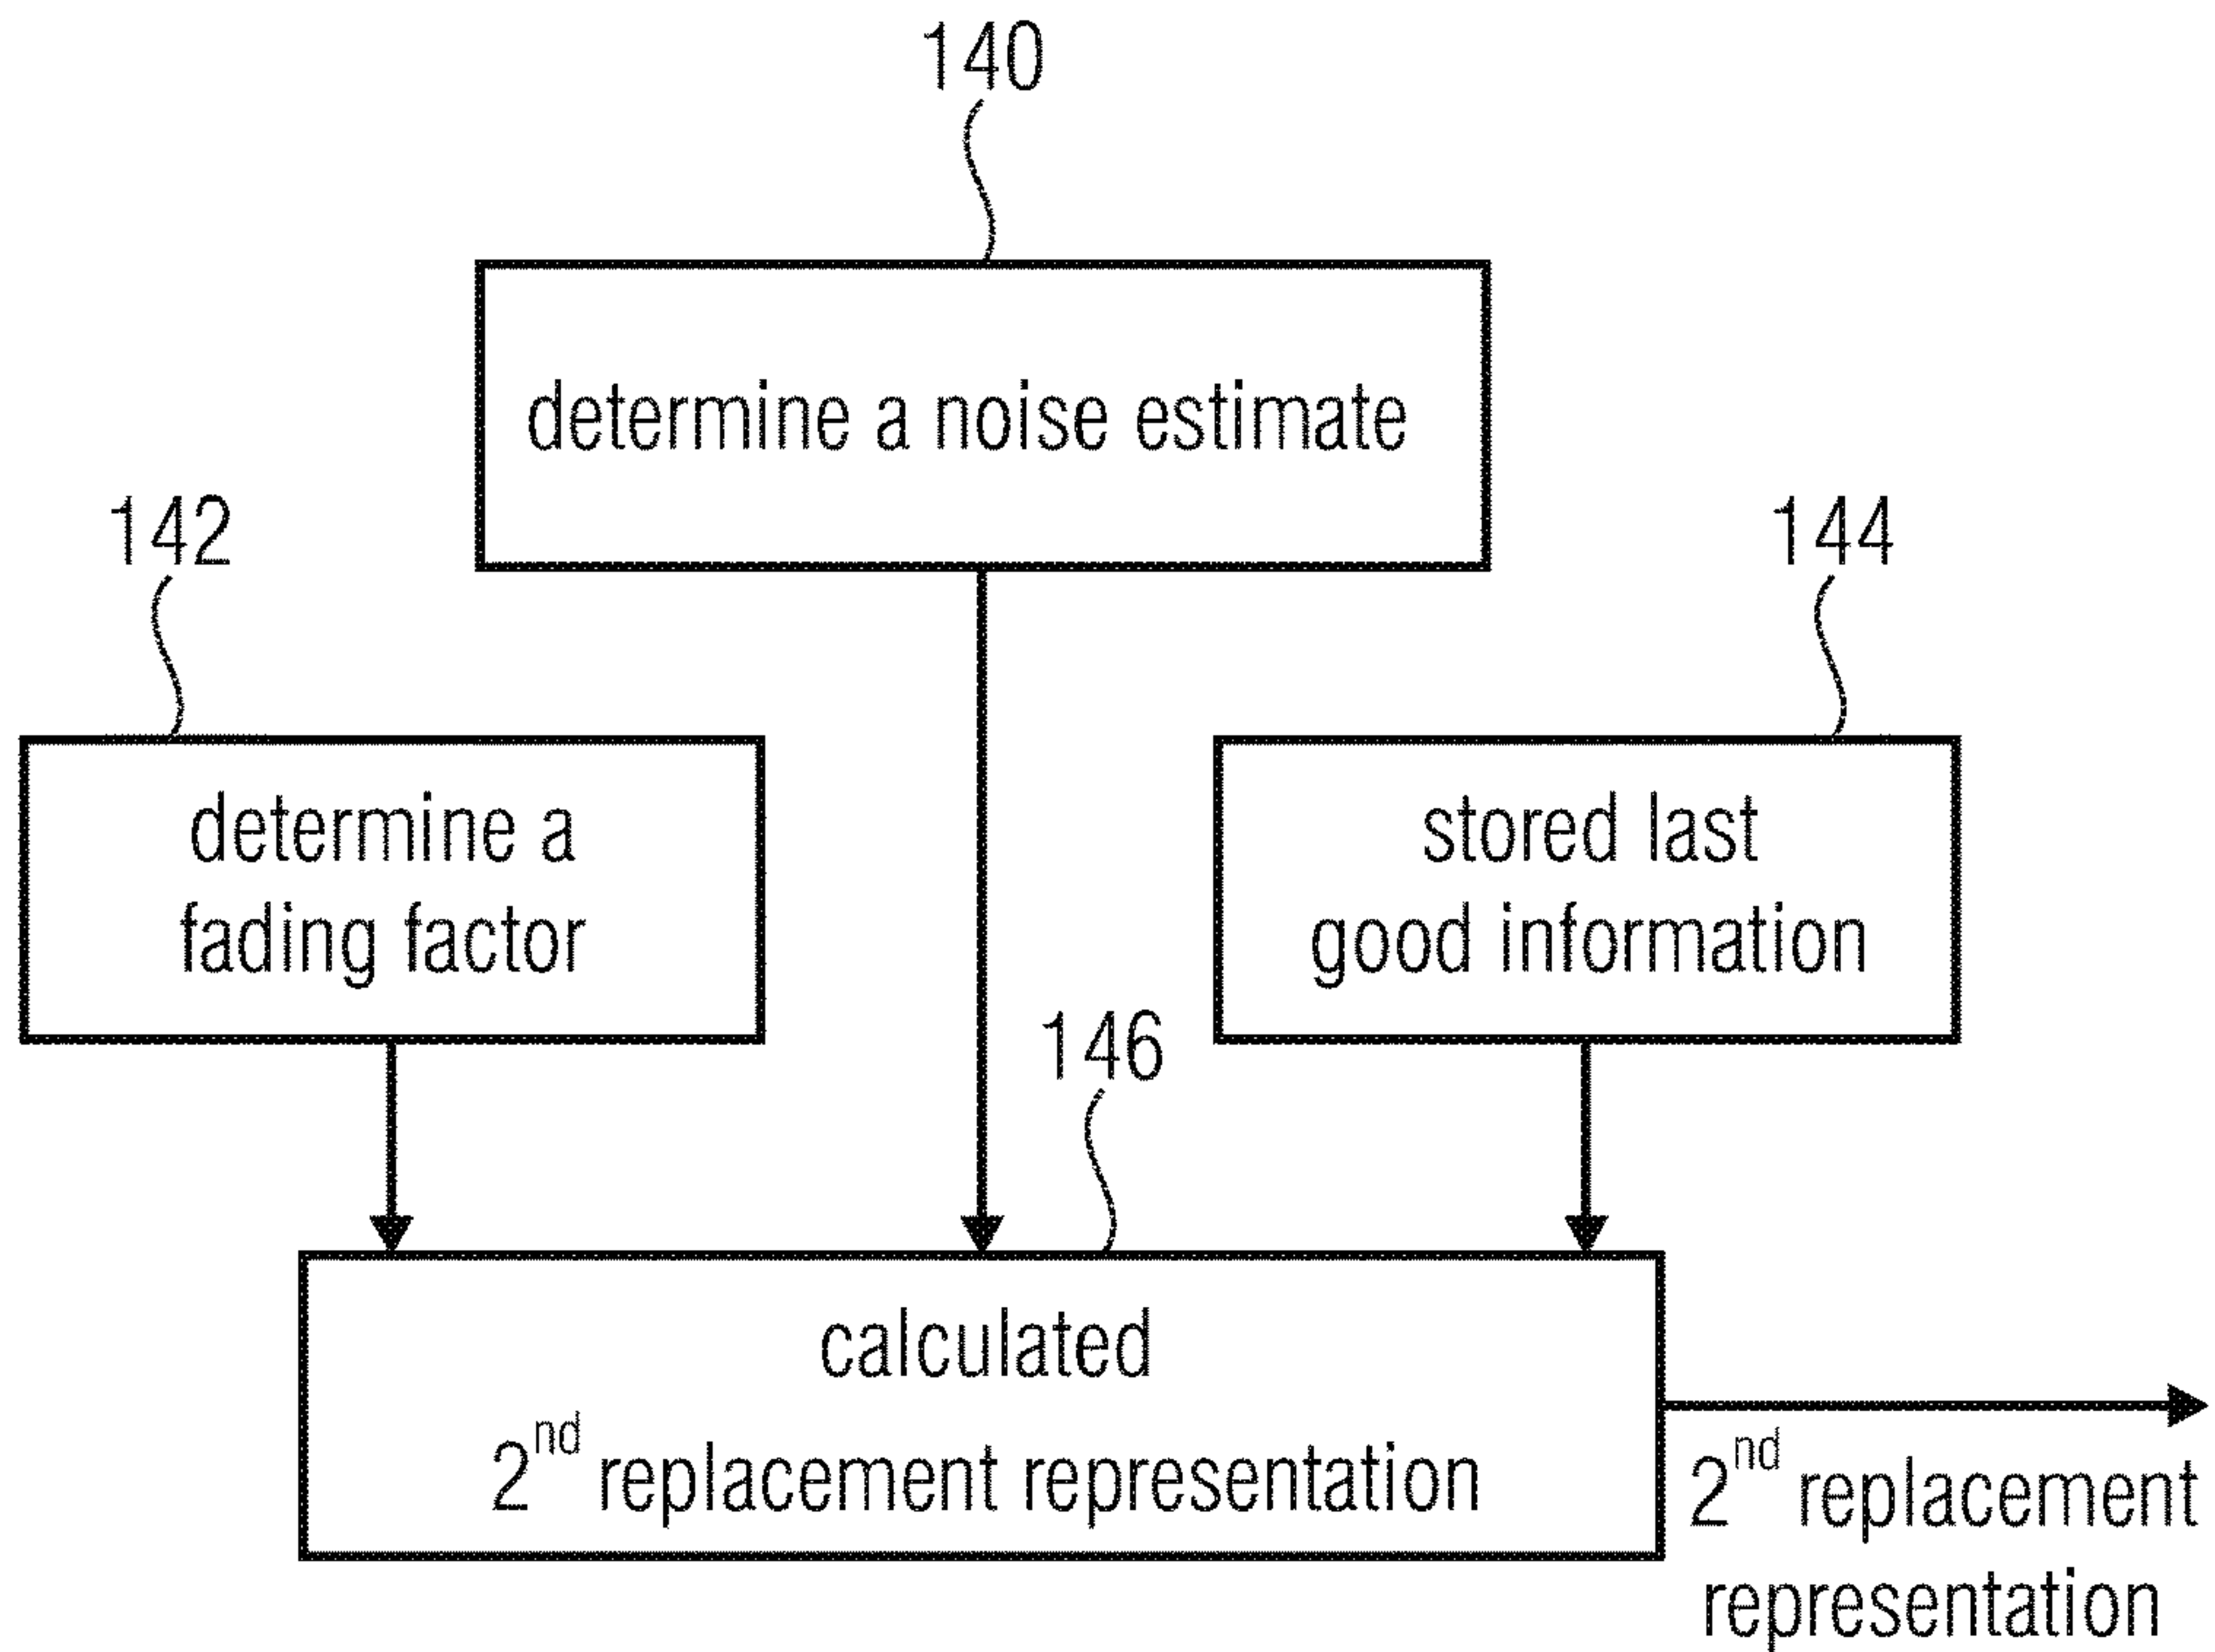 140
determine a noise estimate
142
144
determine a
fading factor
stored last
good information
146
calculated
2nd replacement representation
2nd replacement
representation